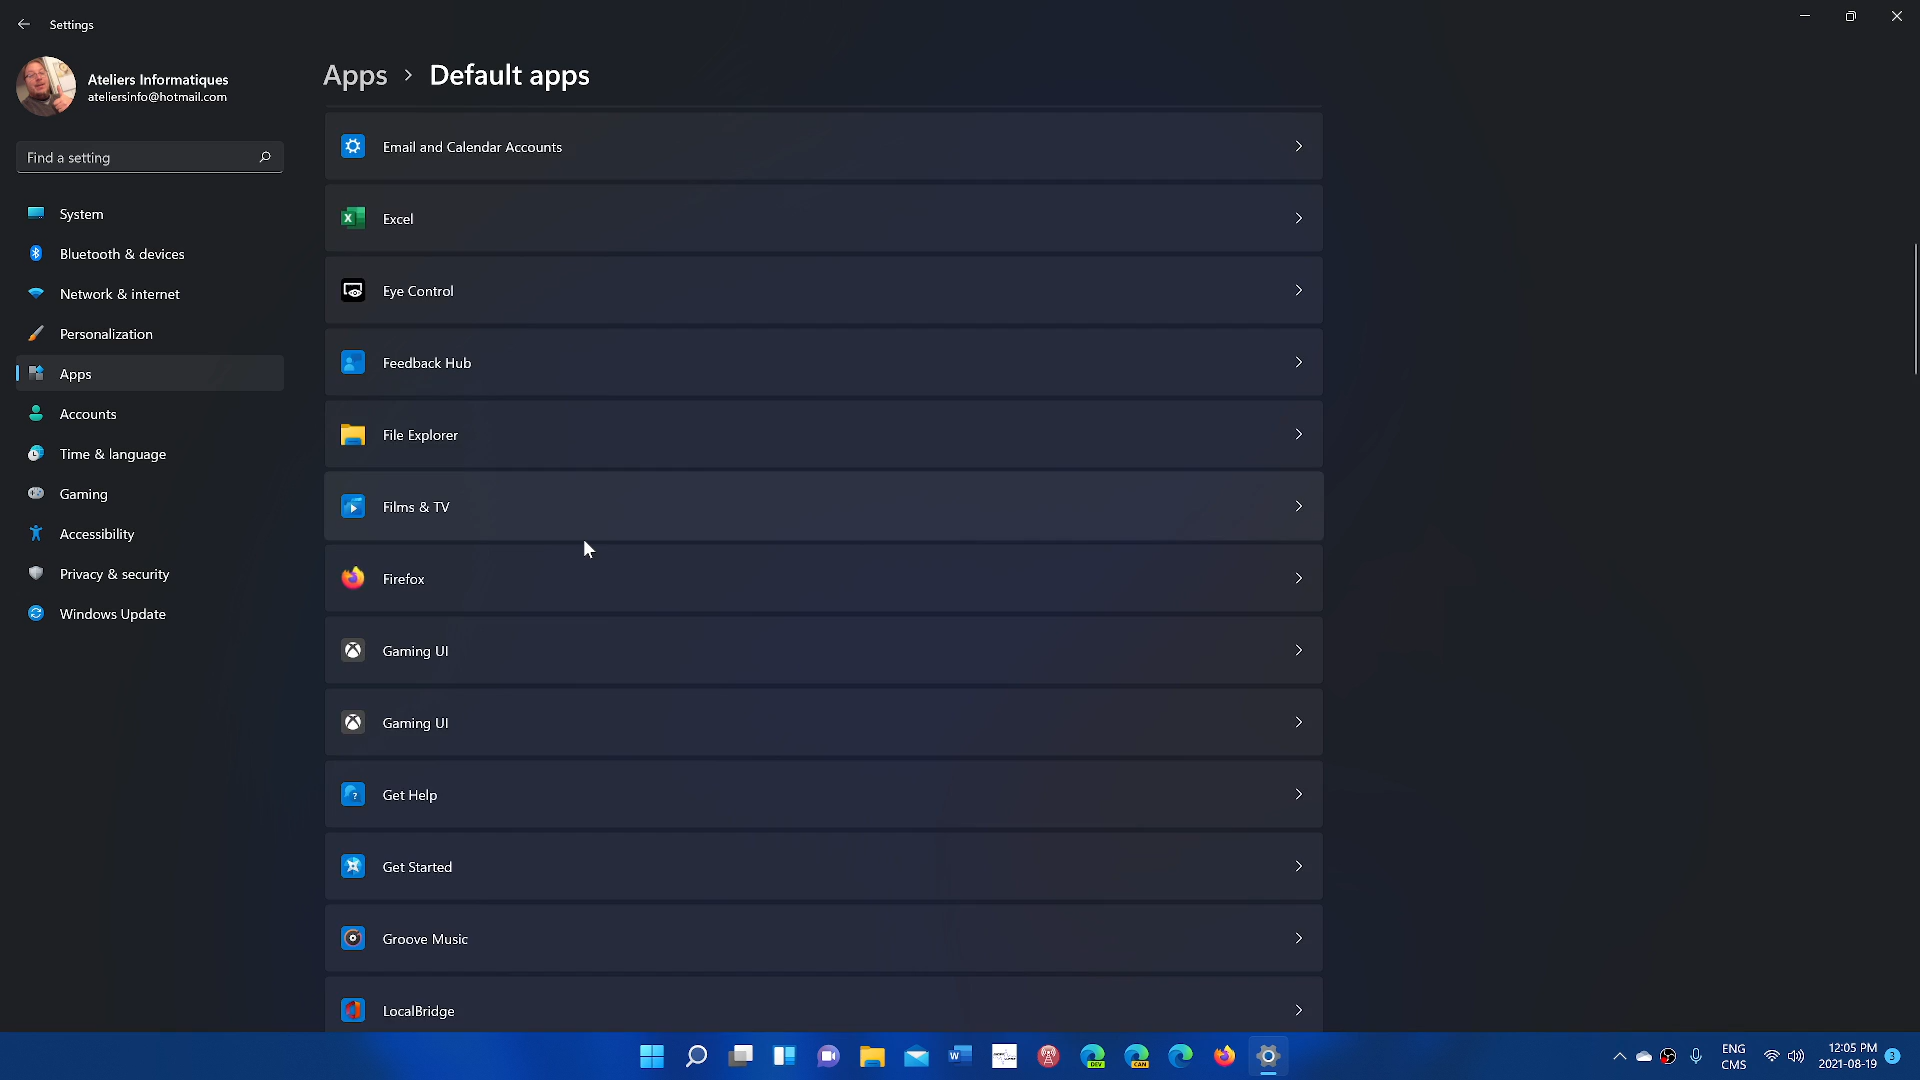 Settings
Ateliers Informatiques
ateliersinfo@hotmail.com
Find a setting
System
Bluetooth & devices
Network & internet
Personalization
Apps
Accounts
Time & language
Gaming
Accessibility
Privacy & security
Windows Update
Apps > Default apps
Email and Calendar Accounts
Excel
Eye Control
Feedback Hub
File Explorer
Films & TV
Firefox
Gaming UI
Gaming UI
Get Help
Get Started
Groove Music
LocalBridge
DEV
CAN
ENG
CMS
12:05 PM
2021-08-19
3